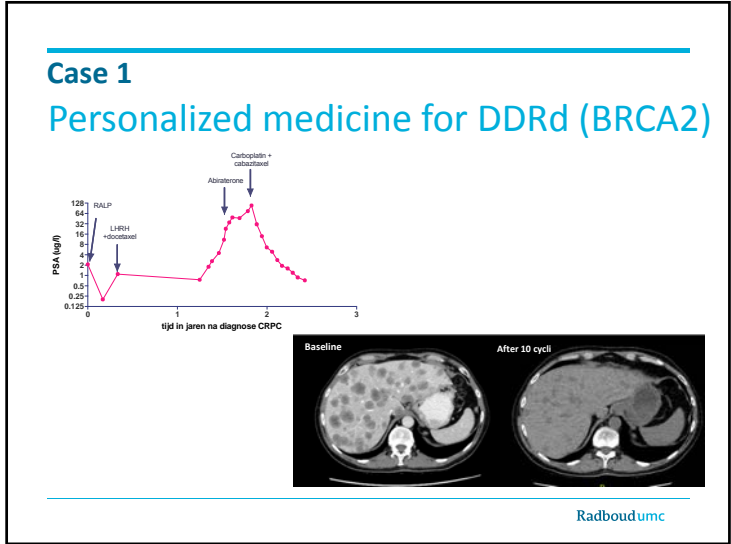 Case 1
Personalized medicine for DDRd (BRCA2)
Carboplatin +
cabazitaxel
Abiraterone
RALP
LHRH
+docetaxel
PSA (ug/l)
128
64
32
16
8
4
2
1
0.5
0.25
0.125
0 1 2 3
tijd in jaren na diagnose CRPC
Baseline
After 10 cycli
Radboudumc